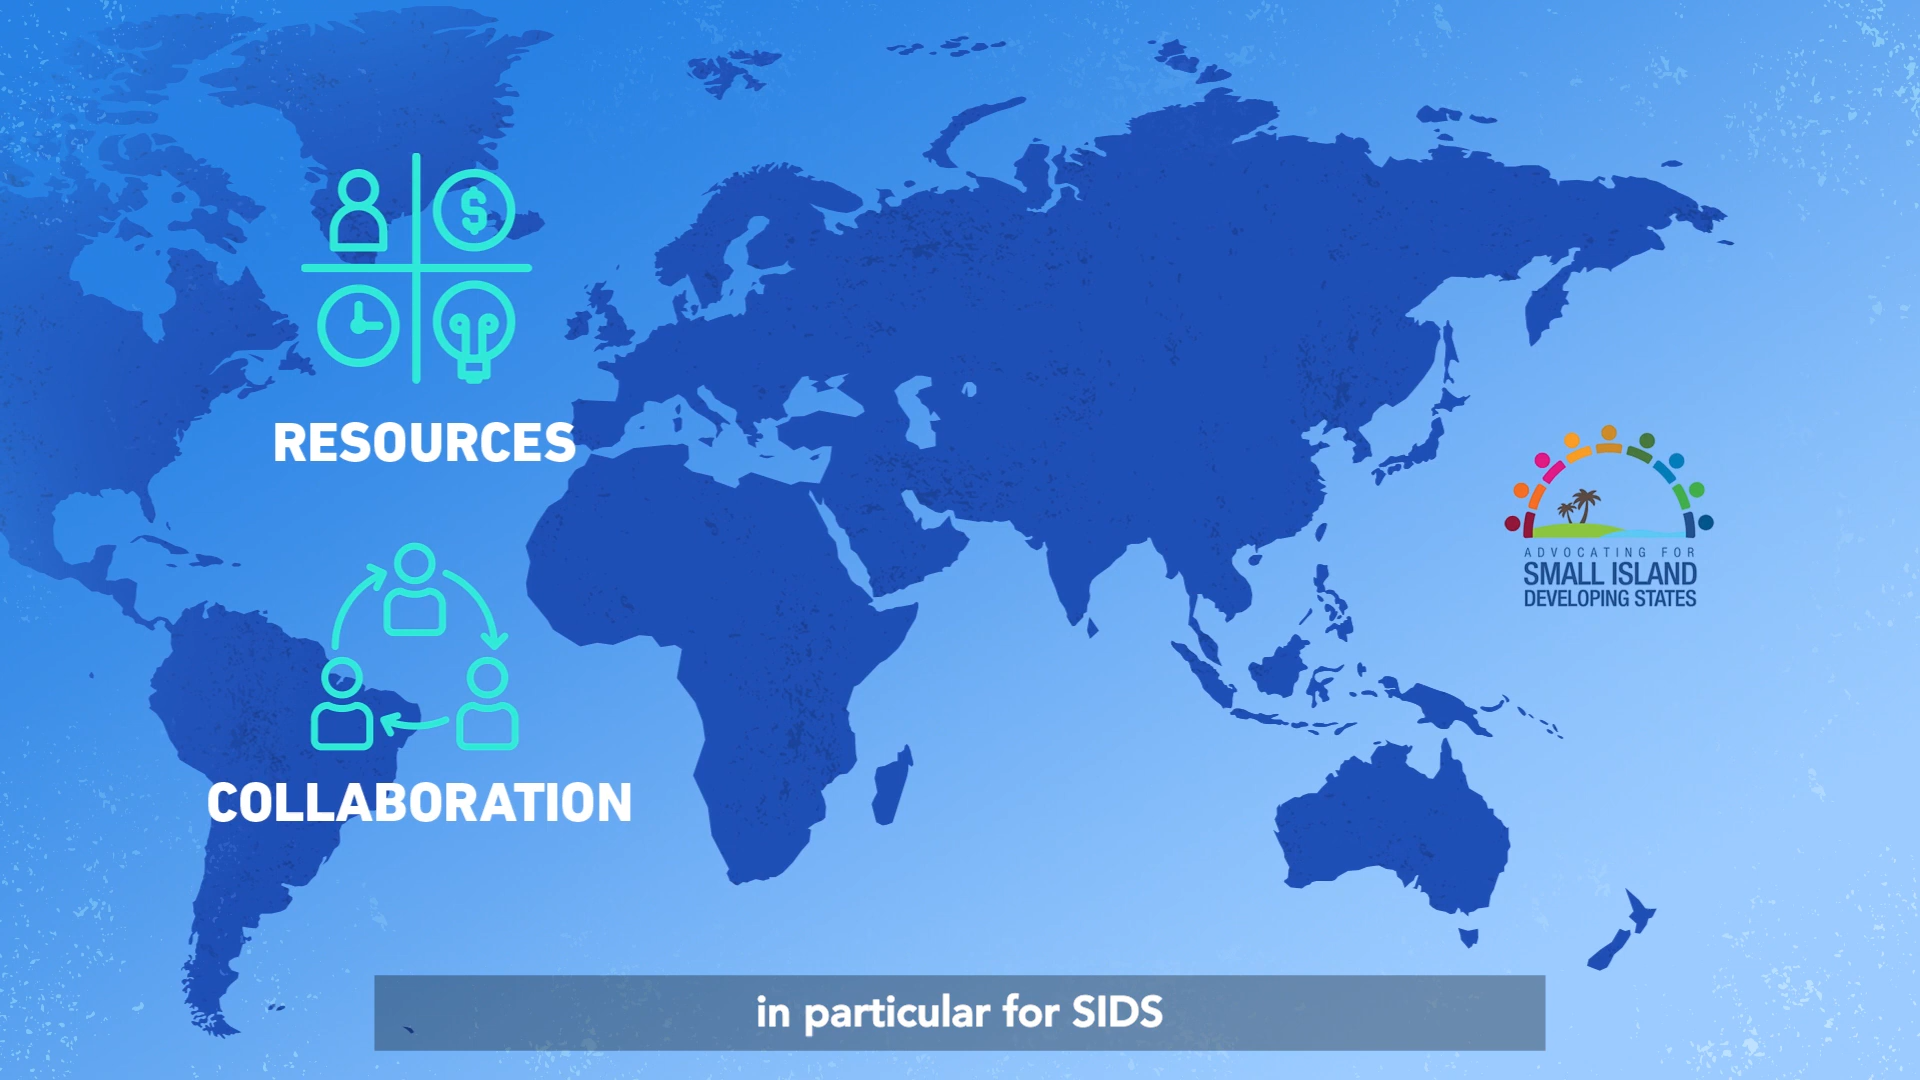 RESOURCES
COLLABORATION
ADVOCATING FOR
SMALL ISLAND
DEVELOPING STATES
in particular for SIDS